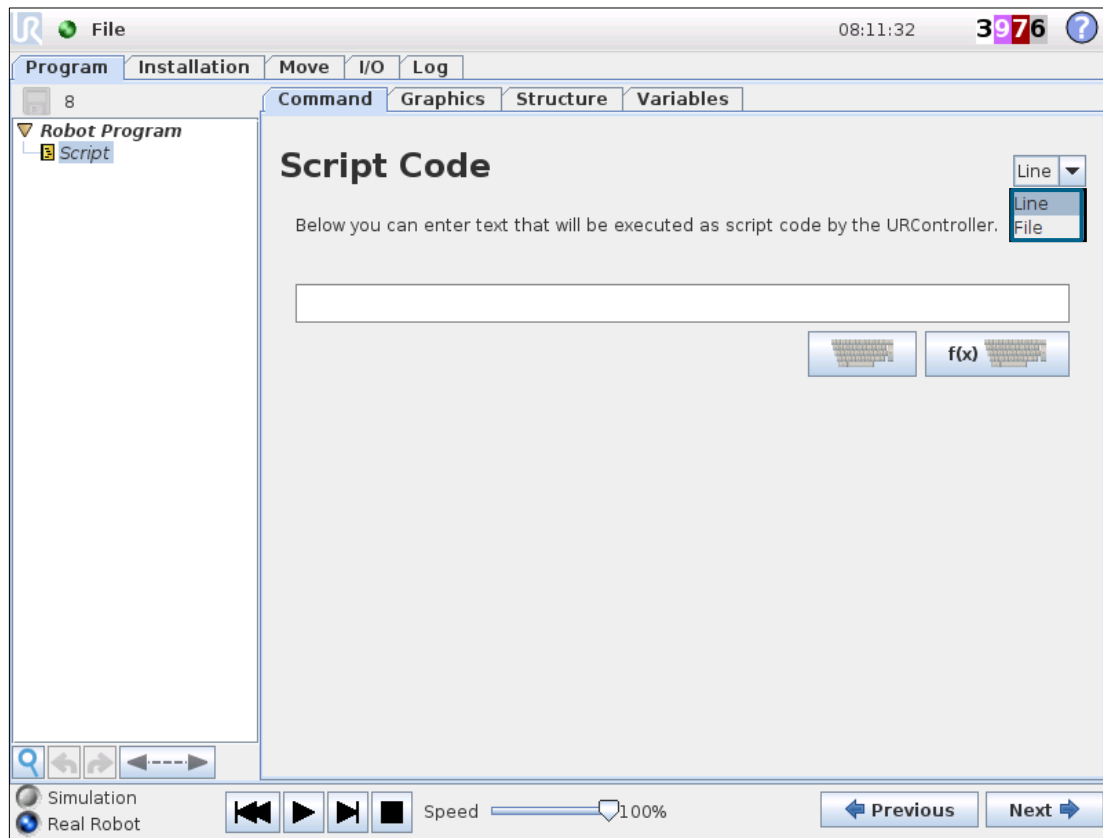 UR File 08:11:32 3976 ?
Program Installation Move I/O Log
8 Command Graphics Structure Variables
Robot Program
Script
Script Code
Line
Line
Below you can enter text that will be executed as script code by the URController.
File
f(x)
Simulation
Real Robot
Speed 100%
Previous Next